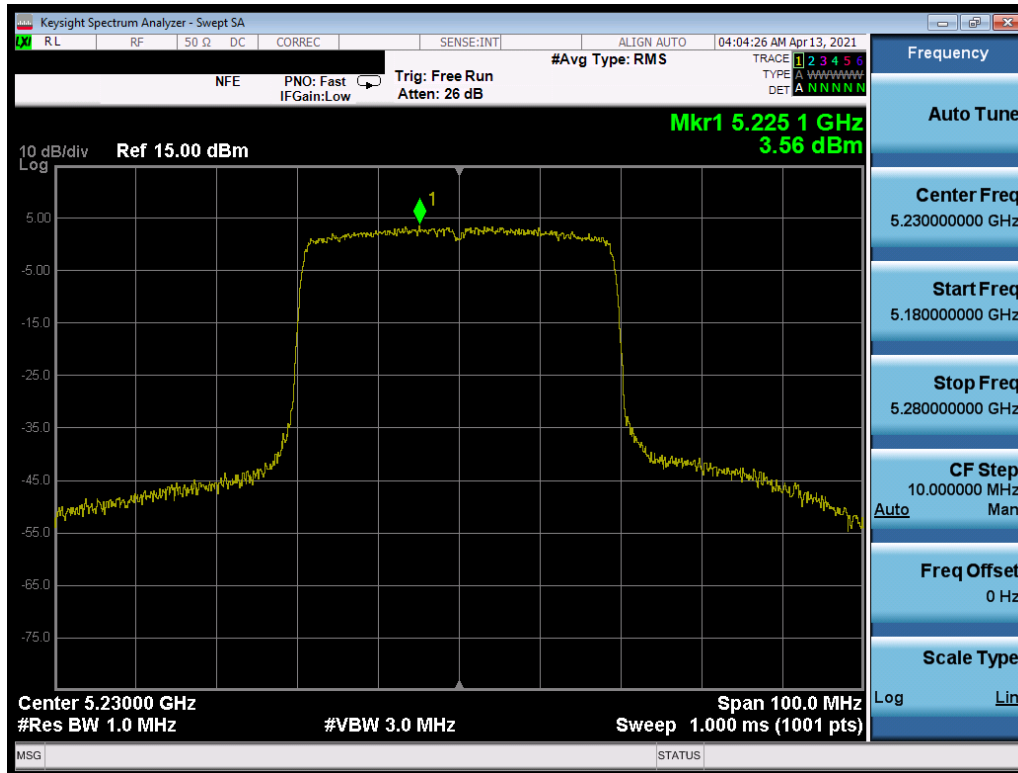 Keysight Spectrum Analyzer - Swept SA
LXI RL RF 50 Ω DC CORREC SENSE:INT ALIGN AUTO 04:04:26 AM Apr 13, 2021
#Avg Type: RMS TRACE 1 2 3 4 5 6
NFE PNO: Fast Trig: Free Run TYPE A WWWWW
IFGain:Low Atten: 26 dB DET A N N N N N
Frequency
Mkr1 5.225 1 GHz
10 dB/div Ref 15.00 dBm 3.56 dBm
Log
1
5.00
-5.00
-15.0
-25.0
-35.0
-45.0
-55.0
-65.0
-75.0
Center 5.23000 GHz Span 100.0 MHz
#Res BW 1.0 MHz #VBW 3.0 MHz Sweep 1.000 ms (1001 pts)
MSG STATUS
Auto Tune
Center Freq
5.230000000 GHz
Start Freq
5.180000000 GHz
Stop Freq
5.280000000 GHz
CF Step
10.000000 MHz
Auto Man
Freq Offset
0 Hz
Scale Type
Log Lin